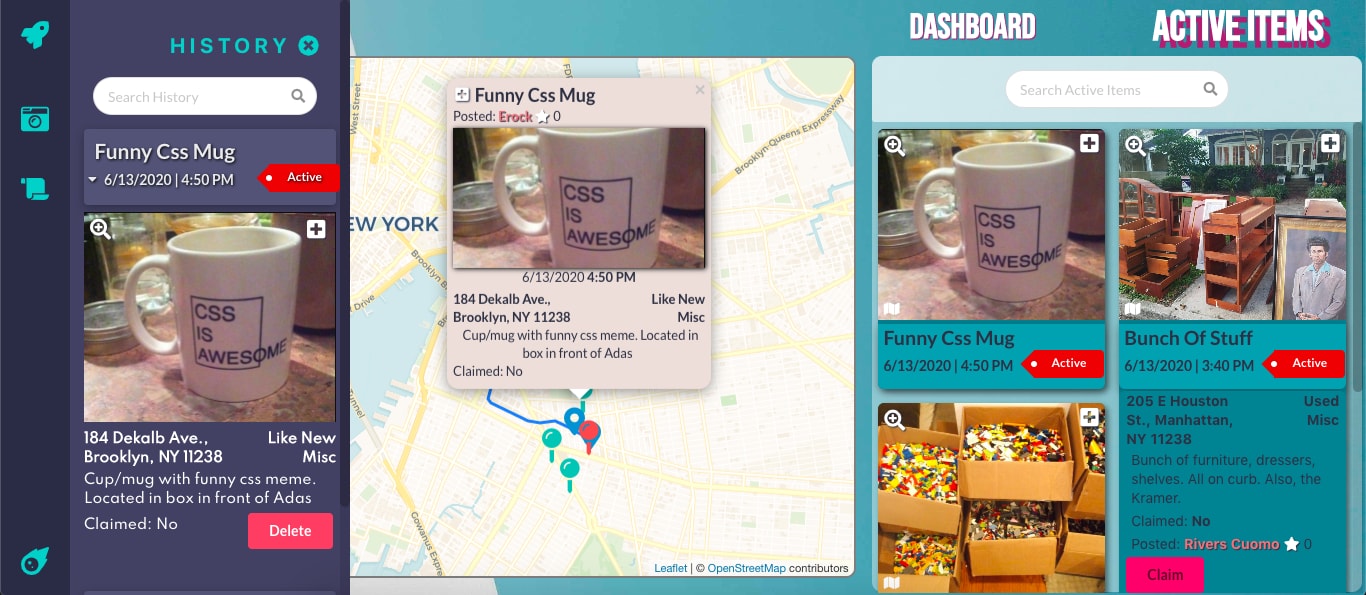 HISTORY
Search History
Funny Css Mug
6/13/2020 | 4:50 PM
Active
CSS
IS
AWESOME
184 Dekalb Ave.,
Like New
Brooklyn, NY 11238
Misc
Cup/mug with funny css meme.
Located in box in front of Adas
Claimed: No
Delete
West Street
FDR
Brooklyn-Queens Expressway
EW YORK
Brooklyn
Drive
Gowanus Expressway
Funny Css Mug
×
Posted: Erock 0
CSS
IS
AWESOME
6/13/2020 4:50 PM
184 Dekalb Ave.,
Like New
Brooklyn, NY 11238
Misc
Cup/mug with funny css meme. Located in
box in front of Adas
Claimed: No
Leaflet | © OpenStreetMap contributors
DASHBOARD
ACTIVE ITEMS
Search Active Items
CSS
IS
AWESOME
Funny Css Mug
6/13/2020 | 4:50 PM
Active
Bunch Of Stuff
6/13/2020 | 3:40 PM
Active
205 E Houston
Used
St., Manhattan,
Misc
NY 11238
Bunch of furniture, dressers,
shelves. All on curb. Also, the
Kramer.
Claimed: No
Posted: Rivers Cuomo 0
Claim